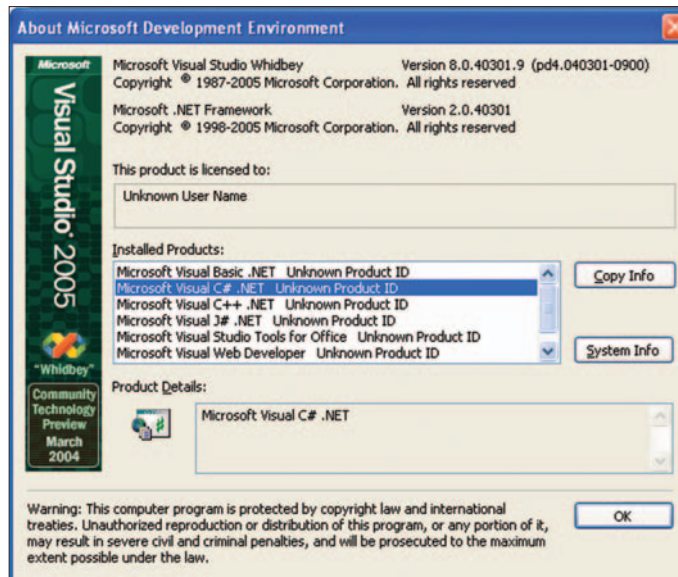 About Microsoft Development Environment
Microsoft
Visual Studio 2005
"Whidbey"
Community
Technology
Preview
March
2004
Microsoft Visual Studio Whidbey Version 8.0.40301.9 (pd4.040301-0900)
Copyright © 1987-2005 Microsoft Corporation. All rights reserved
Microsoft .NET Framework Version 2.0.40301
Copyright © 1998-2005 Microsoft Corporation. All rights reserved
This product is licensed to:
Unknown User Name
Installed Products:
Microsoft Visual Basic .NET Unknown Product ID
Microsoft Visual C# .NET Unknown Product ID
Microsoft Visual C++ .NET Unknown Product ID
Microsoft Visual J# .NET Unknown Product ID
Microsoft Visual Studio Tools for Office Unknown Product ID
Microsoft Visual Web Developer Unknown Product ID
Copy Info
System Info
Product Details:
Microsoft Visual C# .NET
Warning: This computer program is protected by copyright law and international
treaties. Unauthorized reproduction or distribution of this program, or any portion of it,
may result in severe civil and criminal penalties, and will be prosecuted to the maximum
extent possible under the law.
OK